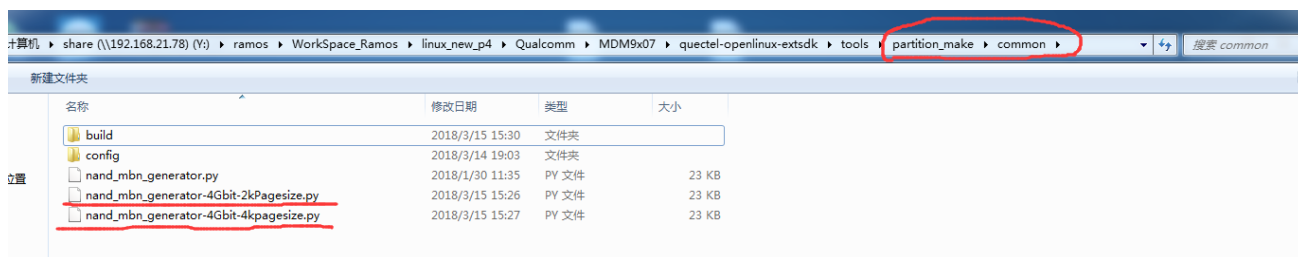 计算机 ▸ share (\\192.168.21.78) (Y:) ▸ ramos ▸ WorkSpace_Ramos ▸ linux_new_p4 ▸ Qualcomm ▸ MDM9x07 ▸ quectel-openlinux-extsdk ▸ tools ▸ partition_make ▸ common ▸ 搜索 common
新建文件夹
名称 修改日期 类型 大小
build 2018/3/15 15:30 文件夹
config 2018/3/14 19:03 文件夹
位置 nand_mbn_generator.py 2018/1/30 11:35 PY 文件 23 KB
nand_mbn_generator-4Gbit-2kPagesize.py 2018/3/15 15:26 PY 文件 23 KB
nand_mbn_generator-4Gbit-4kpagesize.py 2018/3/15 15:27 PY 文件 23 KB